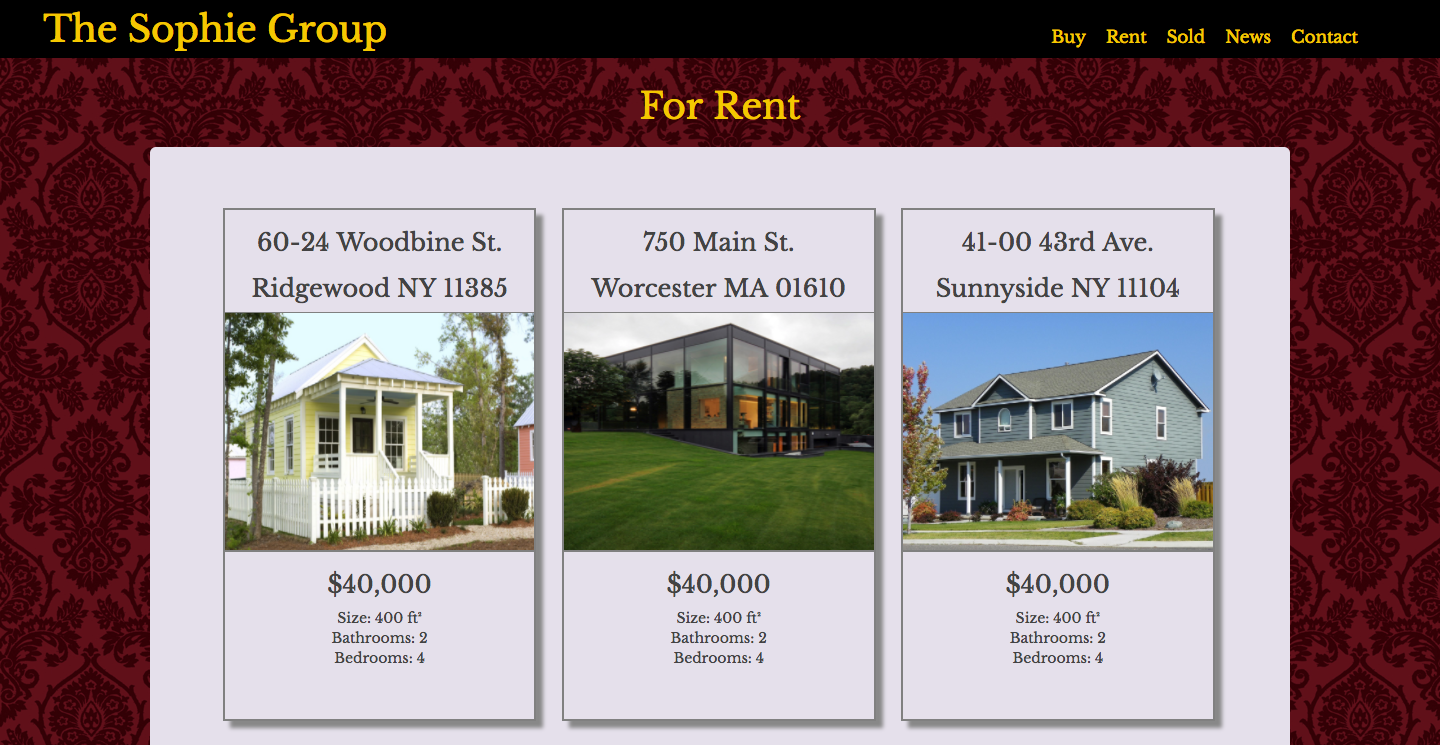 The Sophie Group
Buy Rent Sold News Contact
For Rent
60-24 Woodbine St.
Ridgewood NY 11385
$40,000
Size: 400 ft²
Bathrooms: 2
Bedrooms: 4
750 Main St.
Worcester MA 01610
$40,000
Size: 400 ft²
Bathrooms: 2
Bedrooms: 4
41-00 43rd Ave.
Sunnyside NY 11104
$40,000
Size: 400 ft²
Bathrooms: 2
Bedrooms: 4